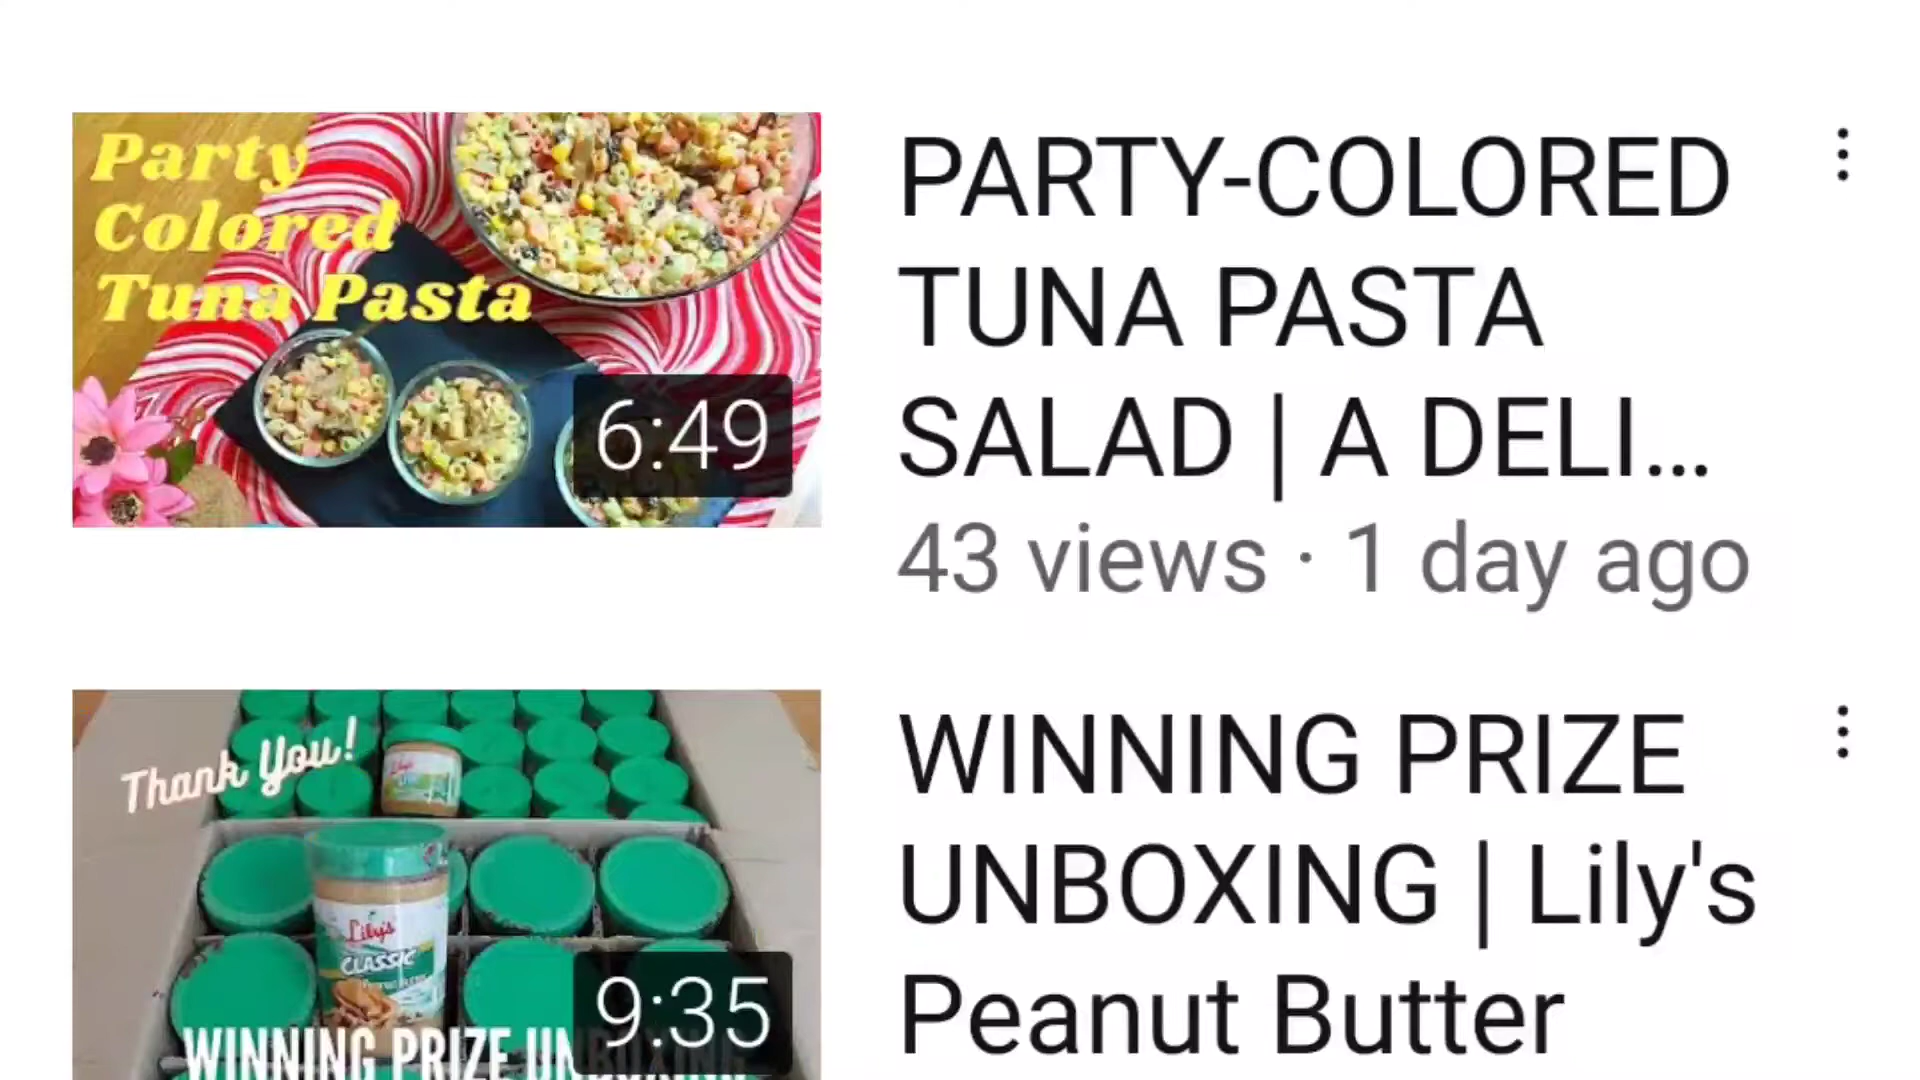 Party
Colored
Tuna Pasta
6:49
PARTY-COLORED
TUNA PASTA
SALAD | A DELI...
43 views · 1 day ago
Thank You!
Lily's
CLASSIC
WINNING PRIZE UNBOXING
9:35
WINNING PRIZE
UNBOXING | Lily's
Peanut Butter